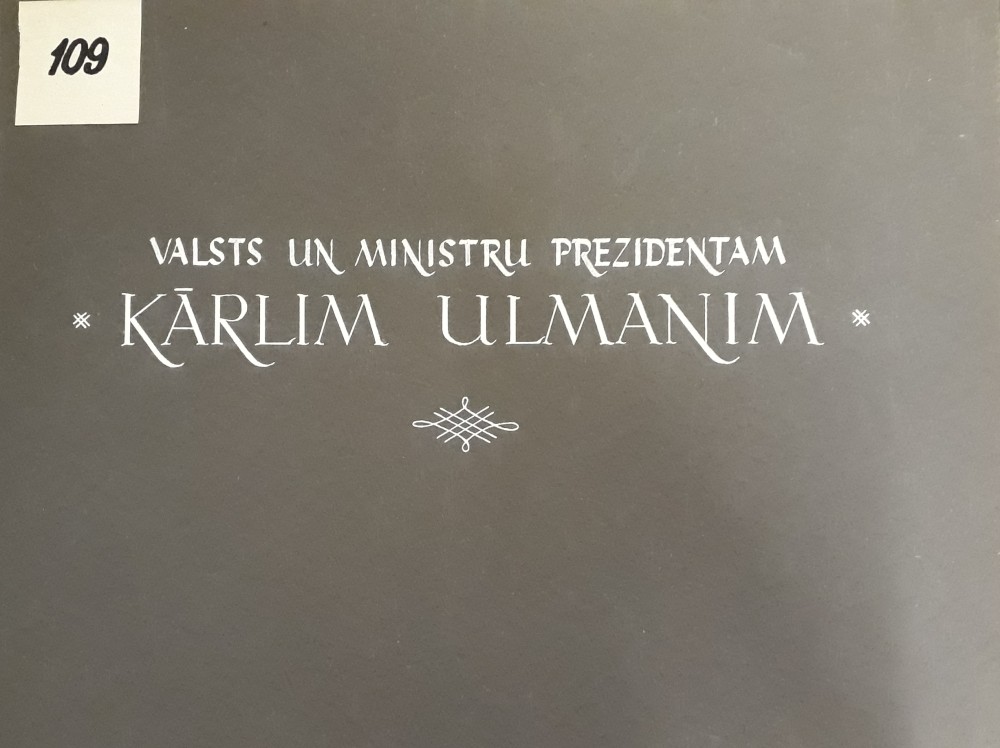 109
VALSTS UN MINISTRU PREZIDENTAM
KĀRLIM ULMANIM